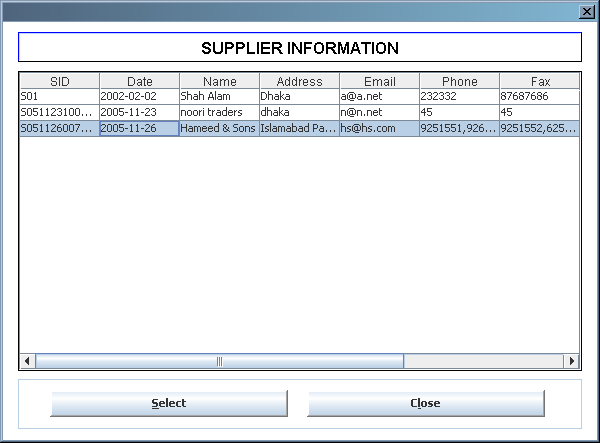 SUPPLIER INFORMATION
SID Date Name Address Email Phone Fax
S01 2002-02-02 Shah Alam Dhaka a@a.net 232332 87687686
S051123100... 2005-11-23 noori traders dhaka n@n.net 45 45
S051126007... 2005-11-26 Hameed & Sons Islamabad Pa... hs@hs.com 9251551,926... 9251552,625...
Select Close